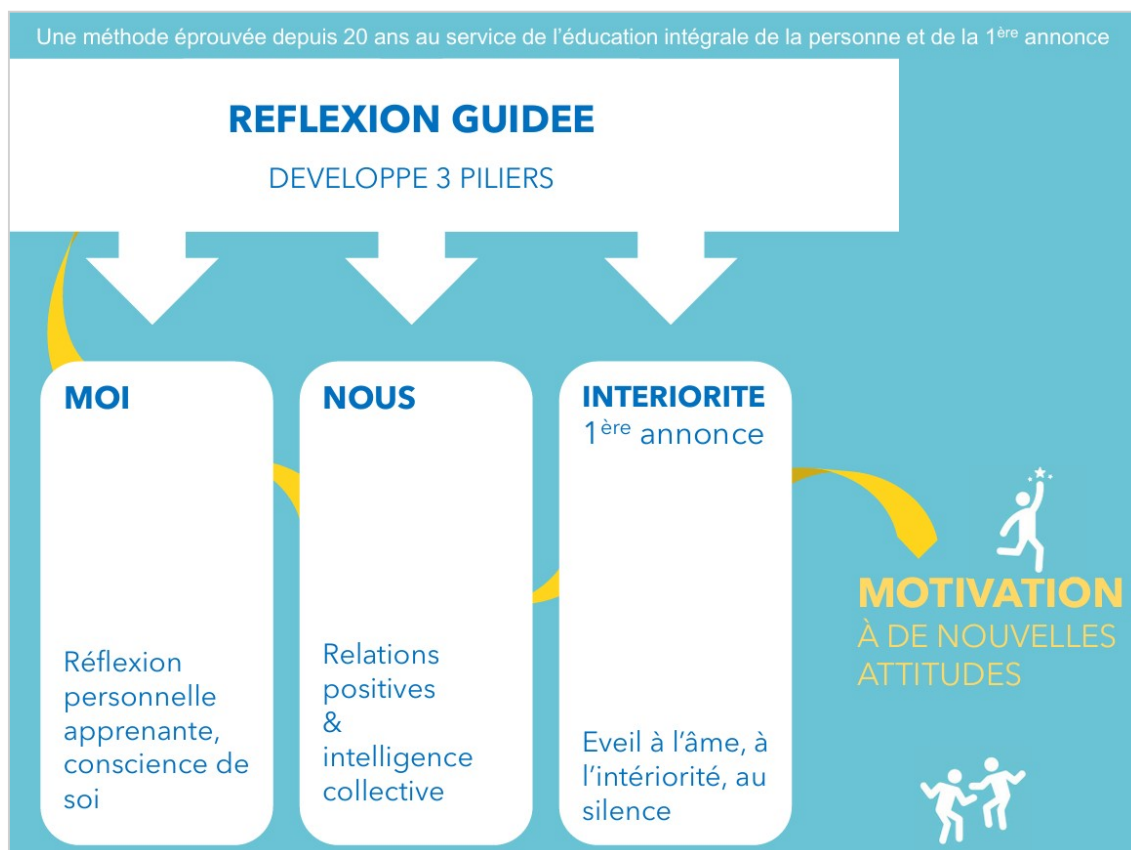 Une méthode éprouvée depuis 20 ans au service de l’éducation intégrale de la personne et de la 1ère annonce
REFLEXION GUIDEE
DEVELOPPE 3 PILIERS
MOI
Réflexion
personnelle
apprenante,
conscience de
soi
NOUS
Relations
positives
&
intelligence
collective
INTERIORITE
1ère annonce
Eveil à l’âme, à
l’intériorité, au
silence
MOTIVATION
À DE NOUVELLES
ATTITUDES